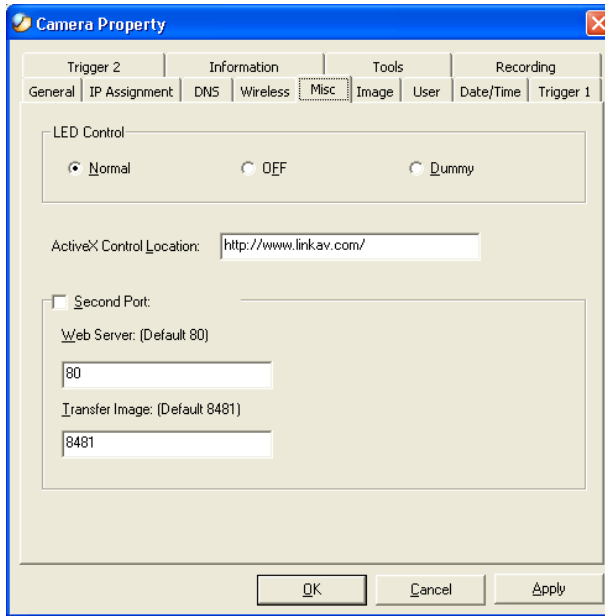 Camera Property
Trigger 2 Information Tools Recording
General IP Assignment DNS Wireless Misc Image User Date/Time Trigger 1
LED Control
Normal OFF Dummy
ActiveX Control Location: http://www.linkav.com/
Second Port:
Web Server: (Default 80)
80
Transfer Image: (Default 8481)
8481
OK Cancel Apply